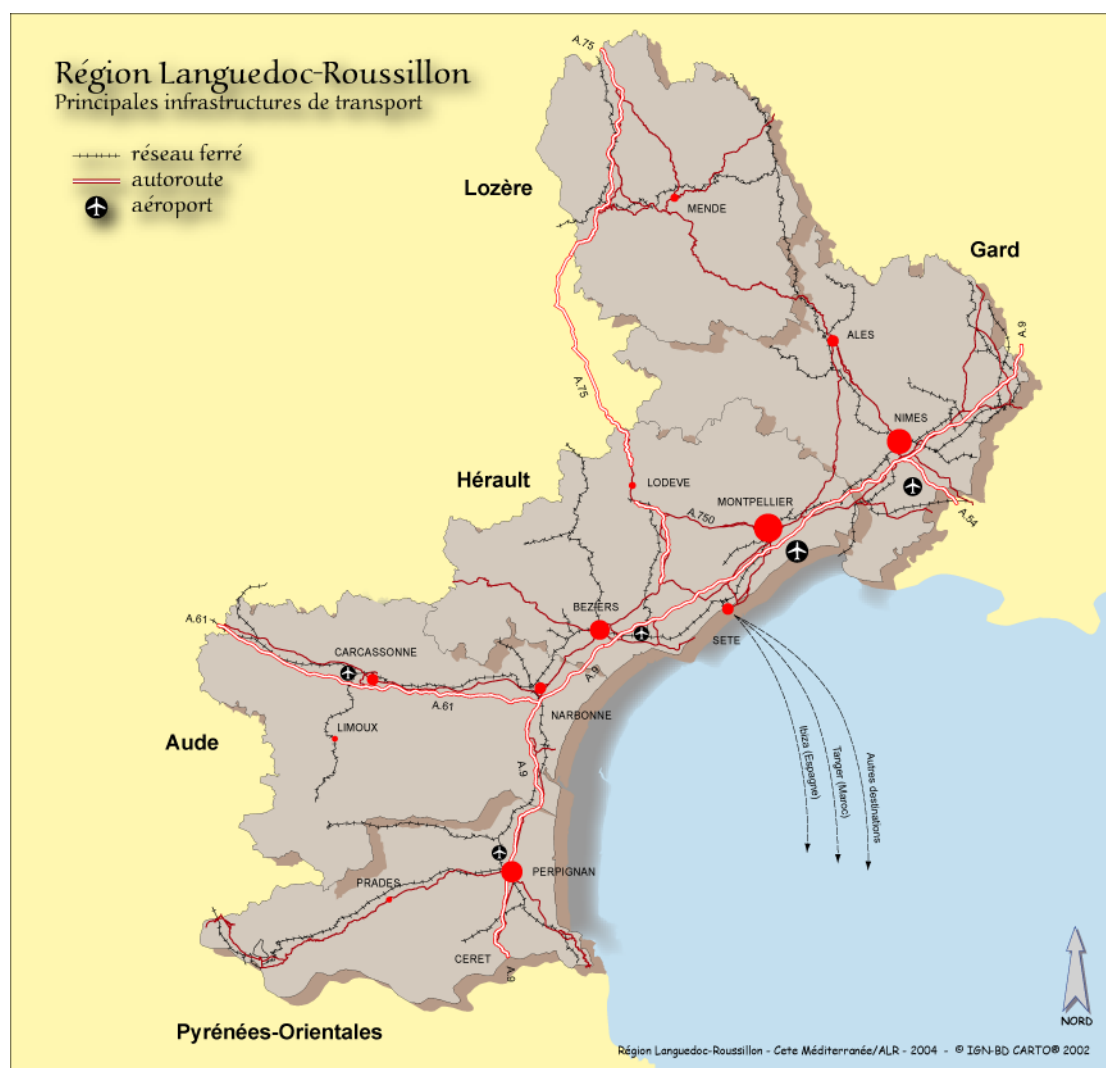 Région Languedoc-Roussillon
Principales infrastructures de transport
réseau ferré
autoroute
aéroport
A.75
Lozère
MENDE
Gard
A.9
ALES
A.75
NIMES
Hérault
LODEVE
MONTPELLIER
A.750
A.54
BEZIERS
A.61
SETE
CARCASSONNE
A.9
A.61
NARBONNE
LIMOUX
Aude
A.9
Ibiza (Espagne)
Tanger (Maroc)
Autres destinations
PRADES
PERPIGNAN
CERET
A.9
Pyrénées-Orientales
NORD
Région Languedoc-Roussillon - Cete Méditerranée/ALR - 2004 - © IGN-BD CARTO® 2002